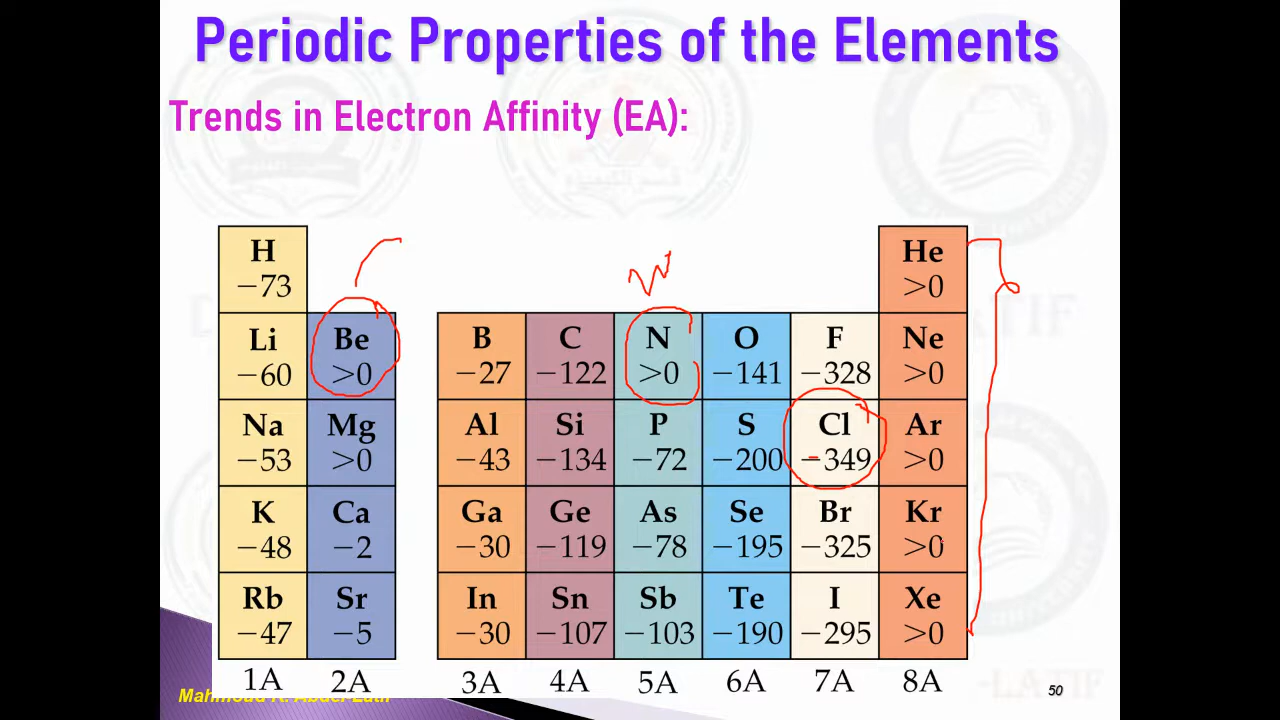 Periodic Properties of the Elements
Trends in Electron Affinity (EA):
H He
−73 >0
Li Be B C N O F Ne
−60 >0 −27 −122 >0 −141 −328 >0
Na Mg Al Si P S Cl Ar
−53 >0 −43 −134 −72 −200 −349 >0
K Ca Ga Ge As Se Br Kr
−48 −2 −30 −119 −78 −195 −325 >0
Rb Sr In Sn Sb Te I Xe
−47 −5 −30 −107 −103 −190 −295 >0
1A 2A 3A 4A 5A 6A 7A 8A
Mahmoud R. Abdel-Latif
50